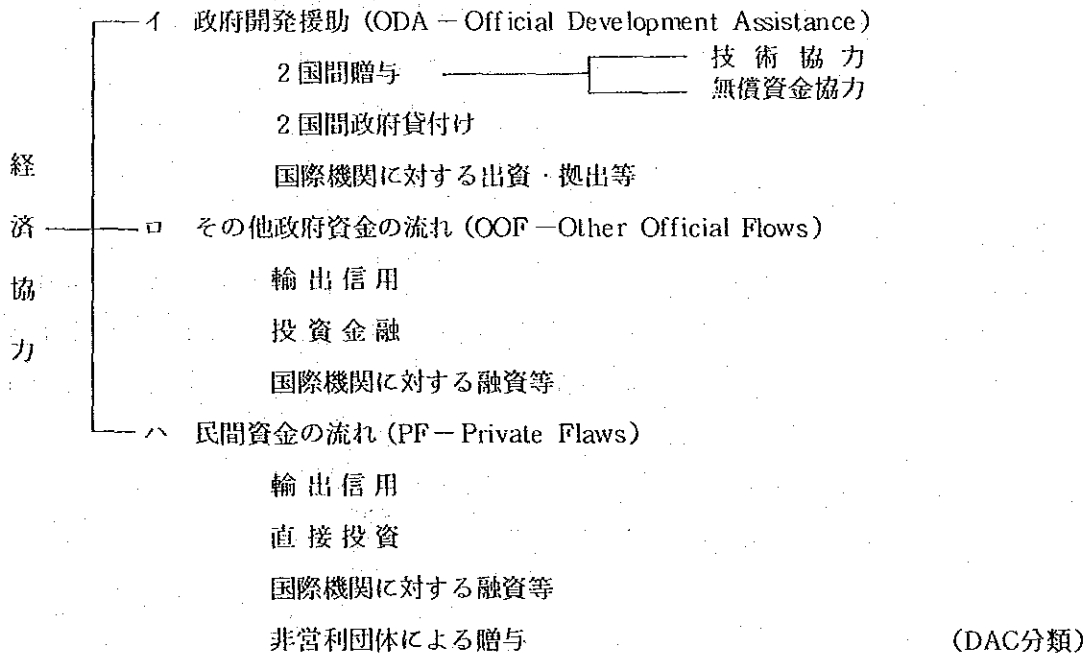 イ 政府開発援助 (ODA－Official Development Assistance)
2国間贈与
技術協力
無償資金協力
2国間政府貸付け
国際機関に対する出資・拠出等
経済協力
ロ その他政府資金の流れ (OOF－Other Official Flows)
輸出信用
投資金融
国際機関に対する融資等
ハ 民間資金の流れ (PF－Private Flaws)
輸出信用
直接投資
国際機関に対する融資等
非営利団体による贈与
(DAC分類)